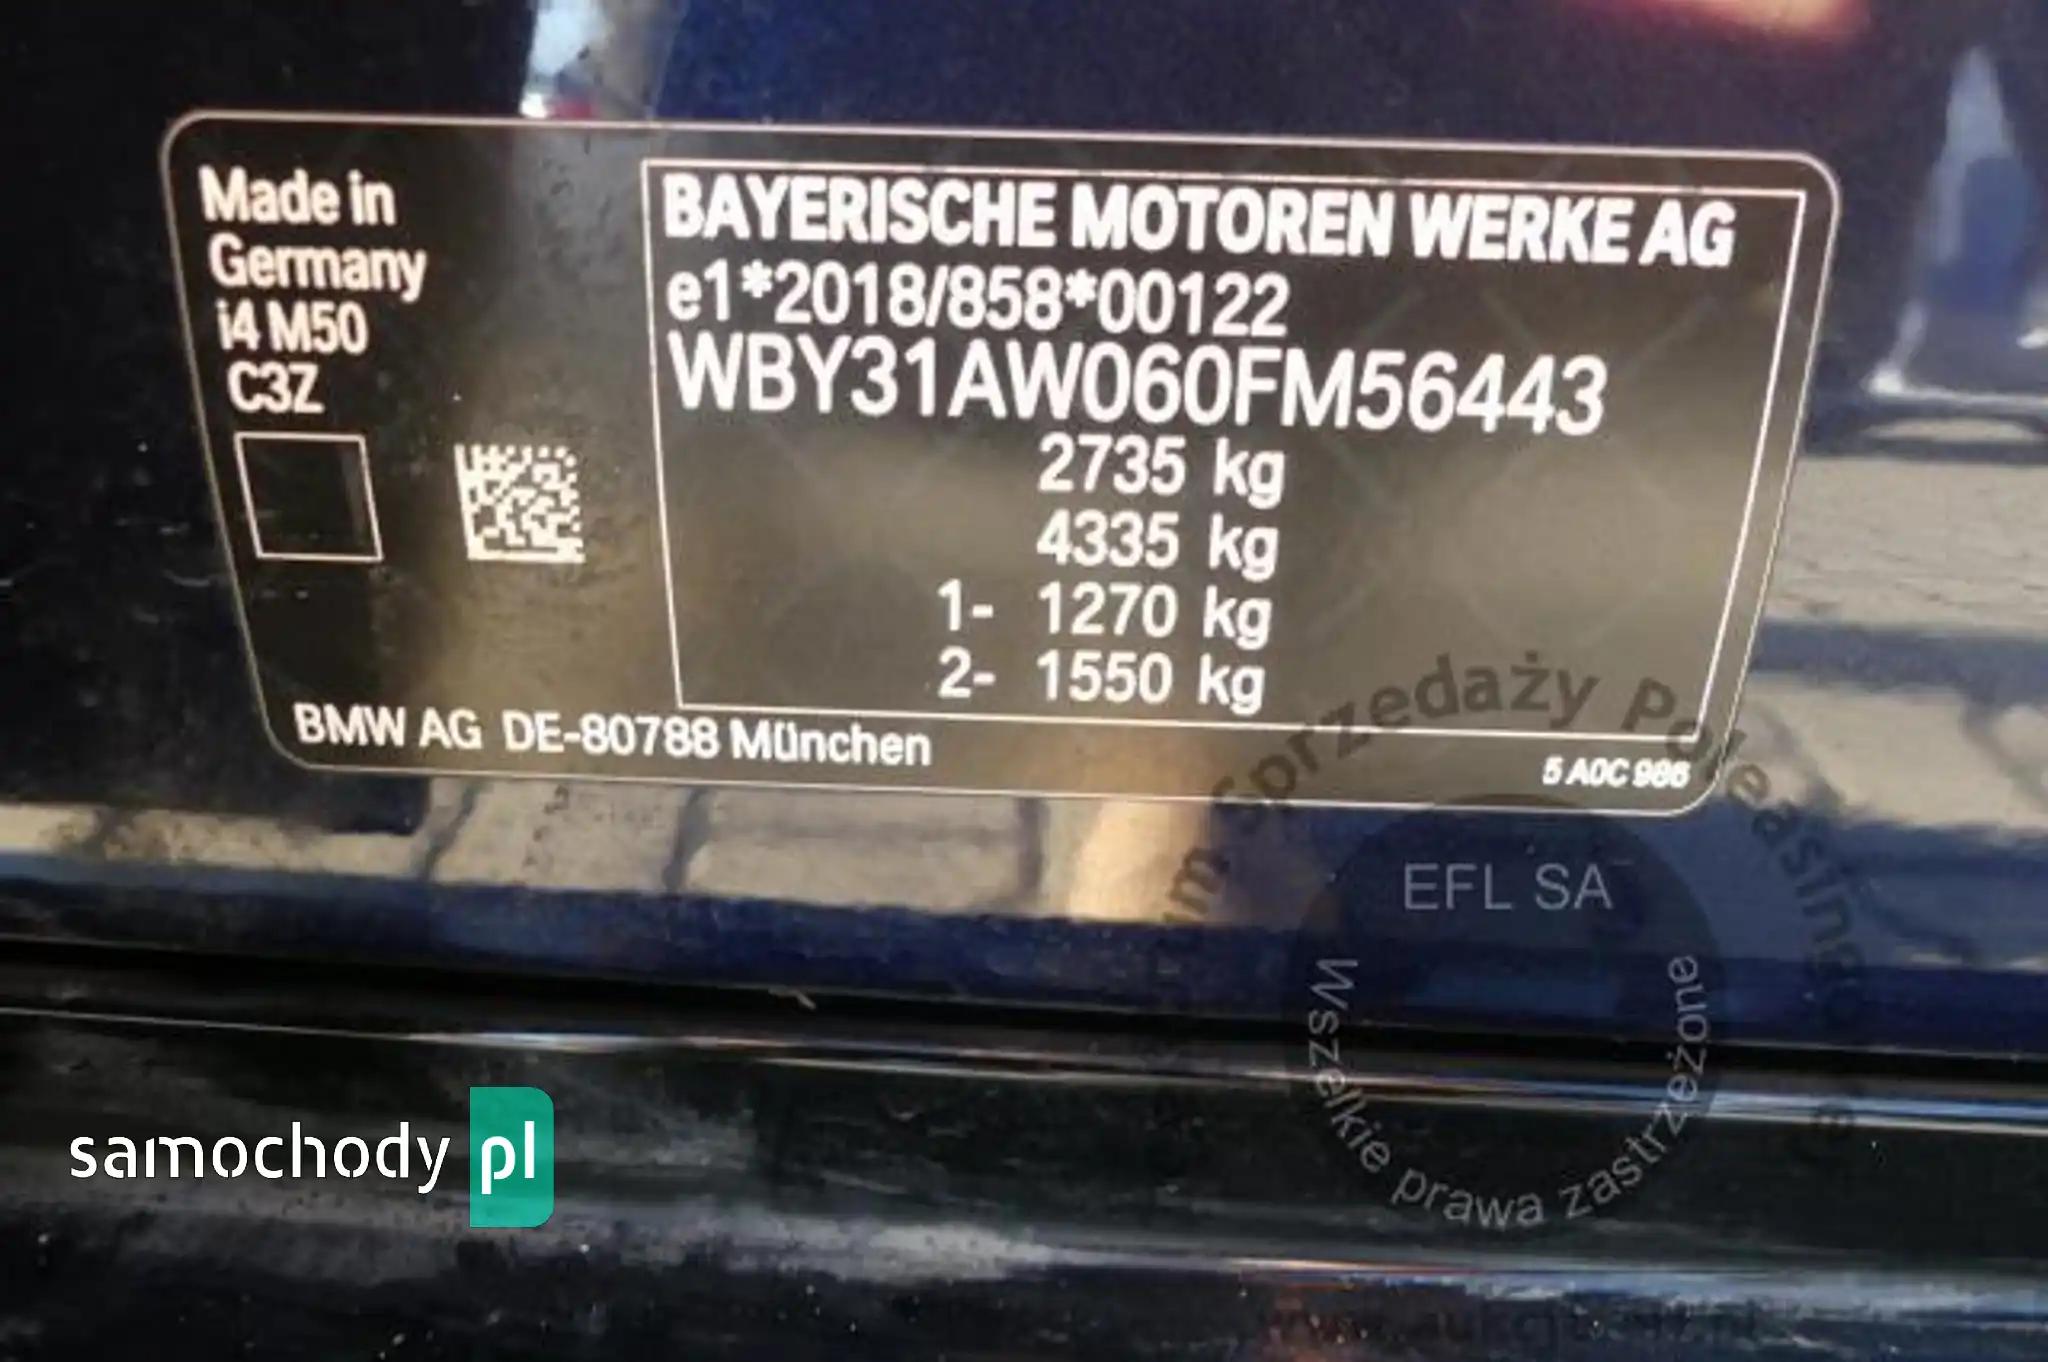 Made in
Germany
i4 M50
C3Z
BAYERISCHE MOTOREN WERKE AG
e1*2018/858*00122
WBY31AW060FM56443
2735 kg
4335 kg
1- 1270 kg
2- 1550 kg
BMW AG DE-80788 München
5 A0C 986
Sprzedaży
EFL SA
Wszelkie prawa zastrzeżone
samochody pl